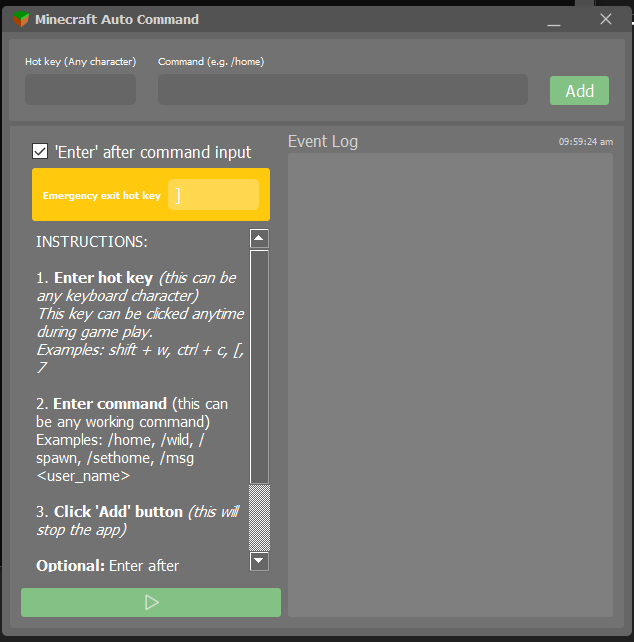 Minecraft Auto Command
Hot key (Any character)
Command (e.g. /home)
Add
'Enter' after command input
Emergency exit hot key
]
INSTRUCTIONS:
1. Enter hot key (this can be
any keyboard character)
This key can be clicked anytime
during game play.
Examples: shift + w, ctrl + c, [,
7
2. Enter command (this can
be any working command)
Examples: /home, /wild, /
spawn, /sethome, /msg
<user_name>
3. Click 'Add' button (this will
stop the app)
Optional: Enter after
Event Log
09:59:24 am